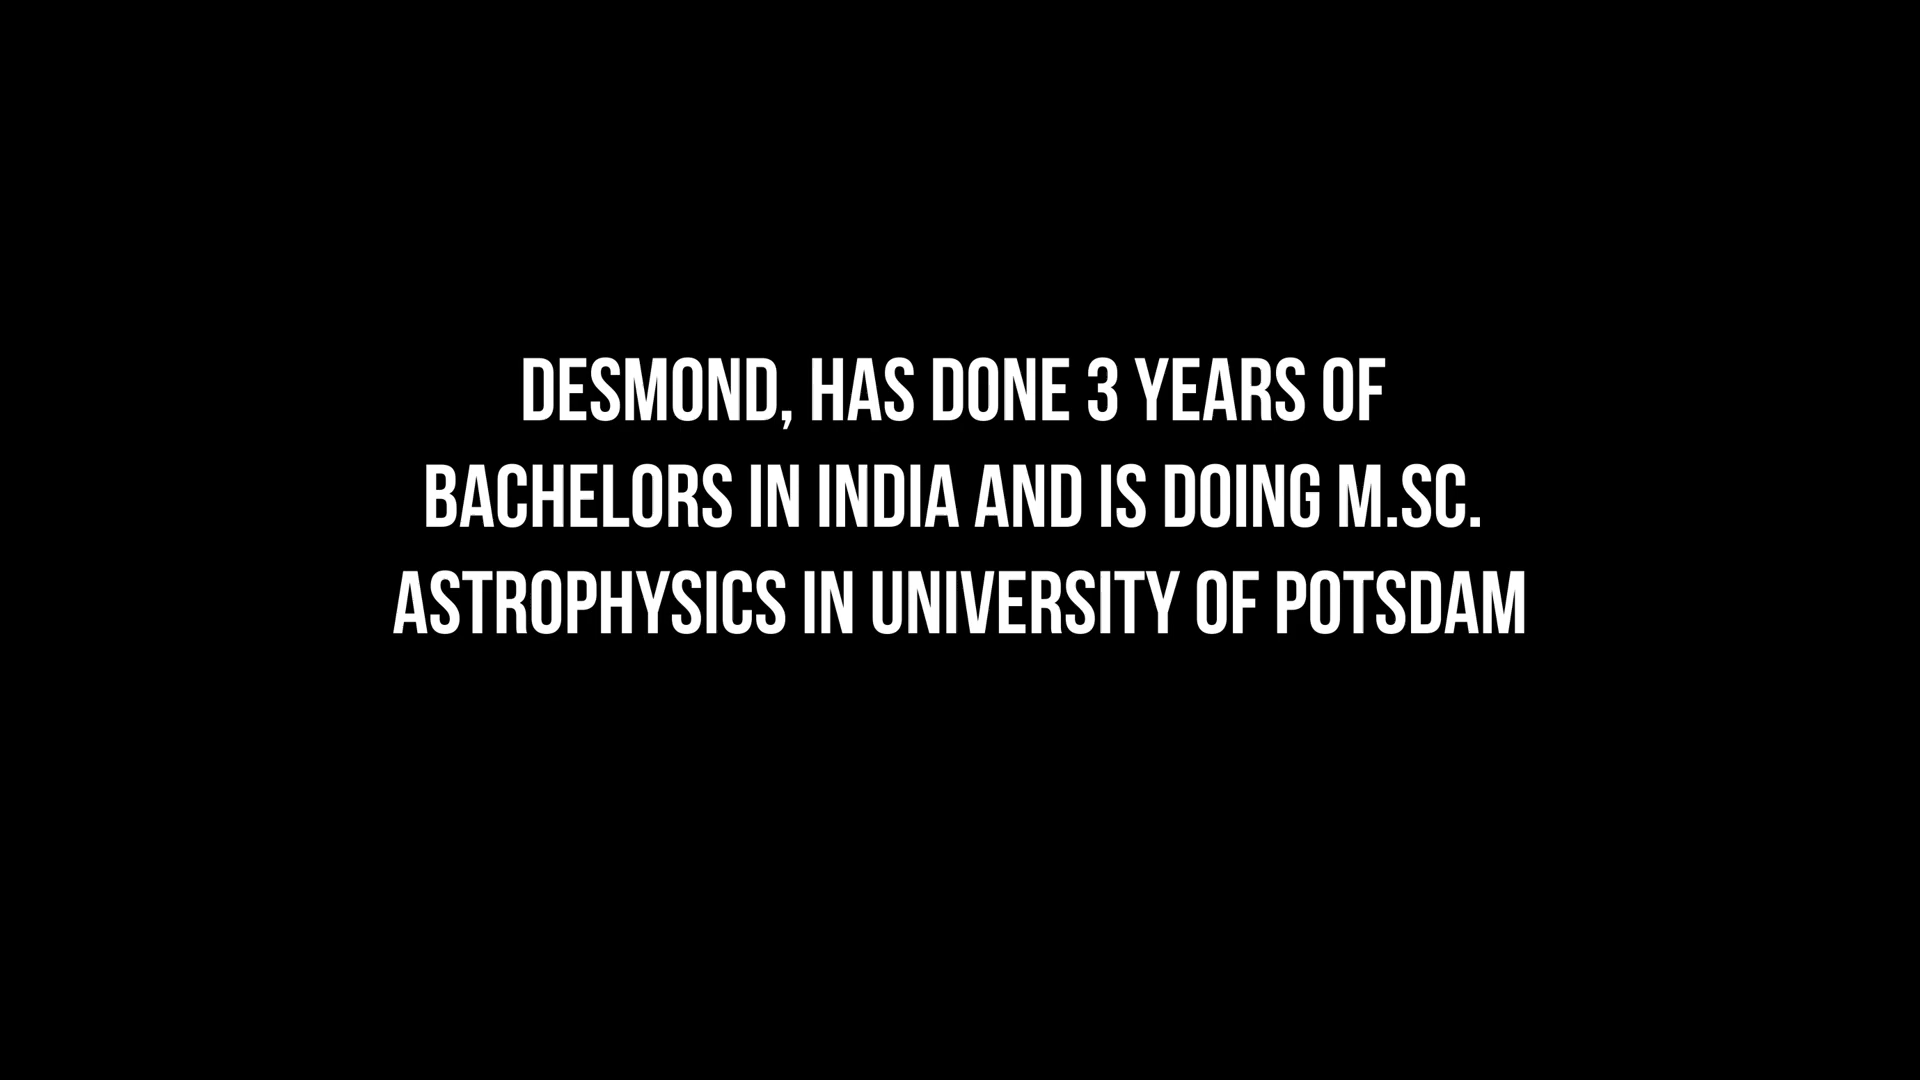 DESMOND, HAS DONE 3 YEARS OF
BACHELORS IN INDIA AND IS DOING M.SC.
ASTROPHYSICS IN UNIVERSITY OF POTSDAM